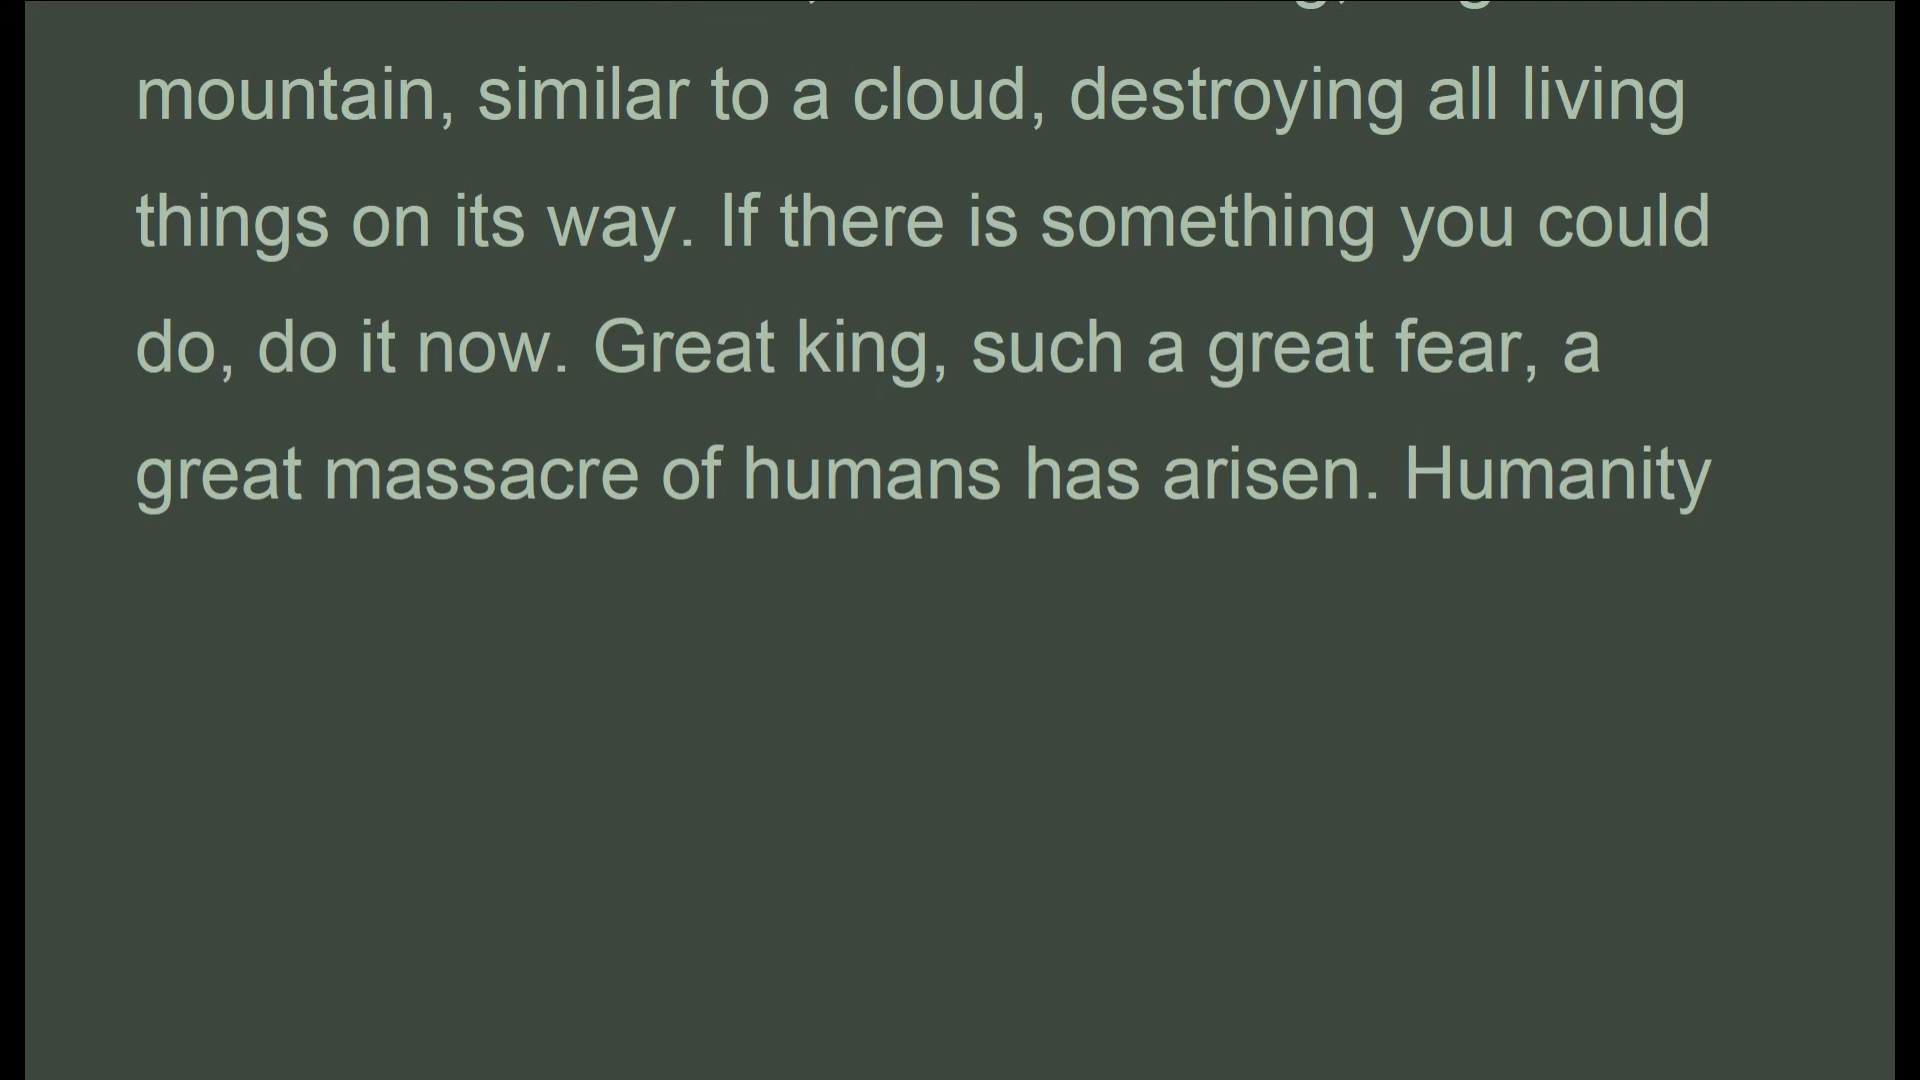 mountain, similar to a cloud, destroying all living
things on its way. If there is something you could
do, do it now. Great king, such a great fear, a
great massacre of humans has arisen. Humanity